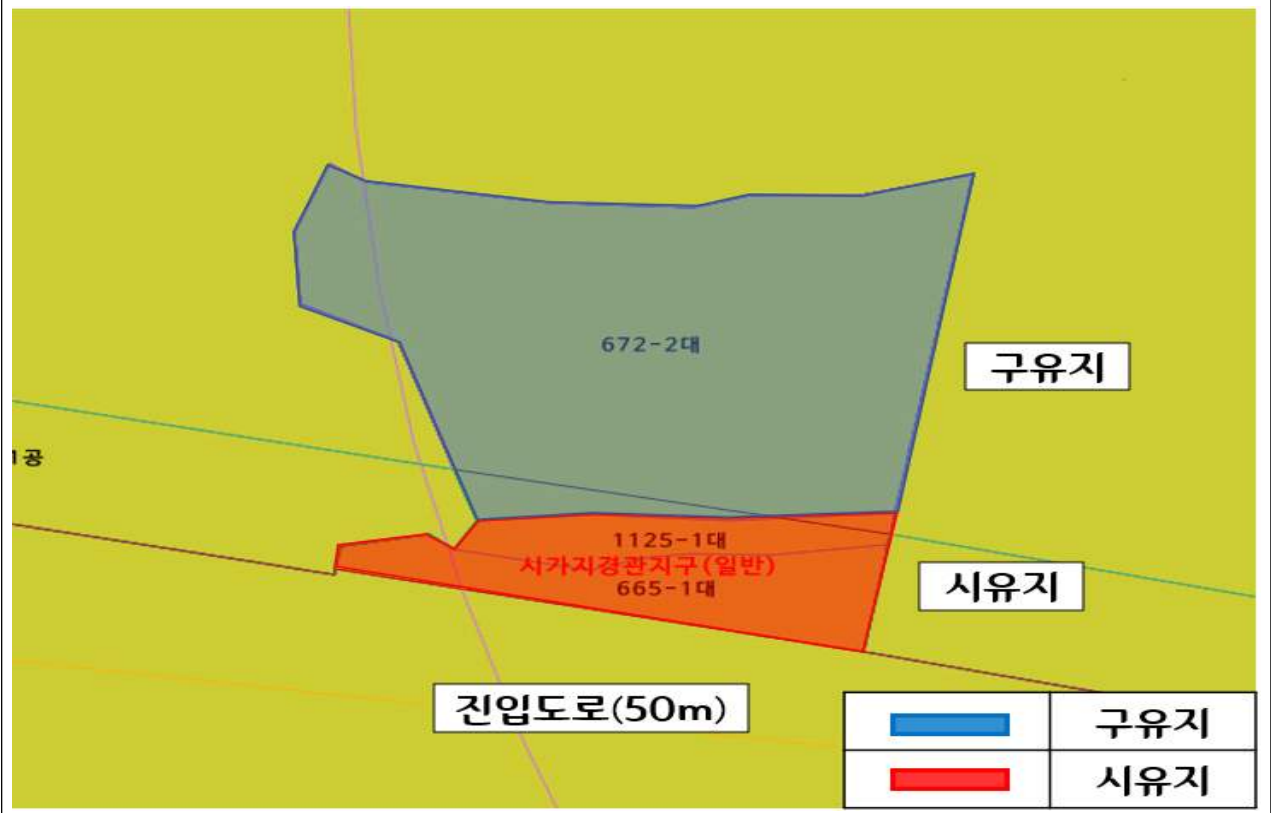 672-2대
구유지
1공
1125-1대
시가지경관지구(일반)
665-1대
시유지
진입도로(50m)
구유지
시유지